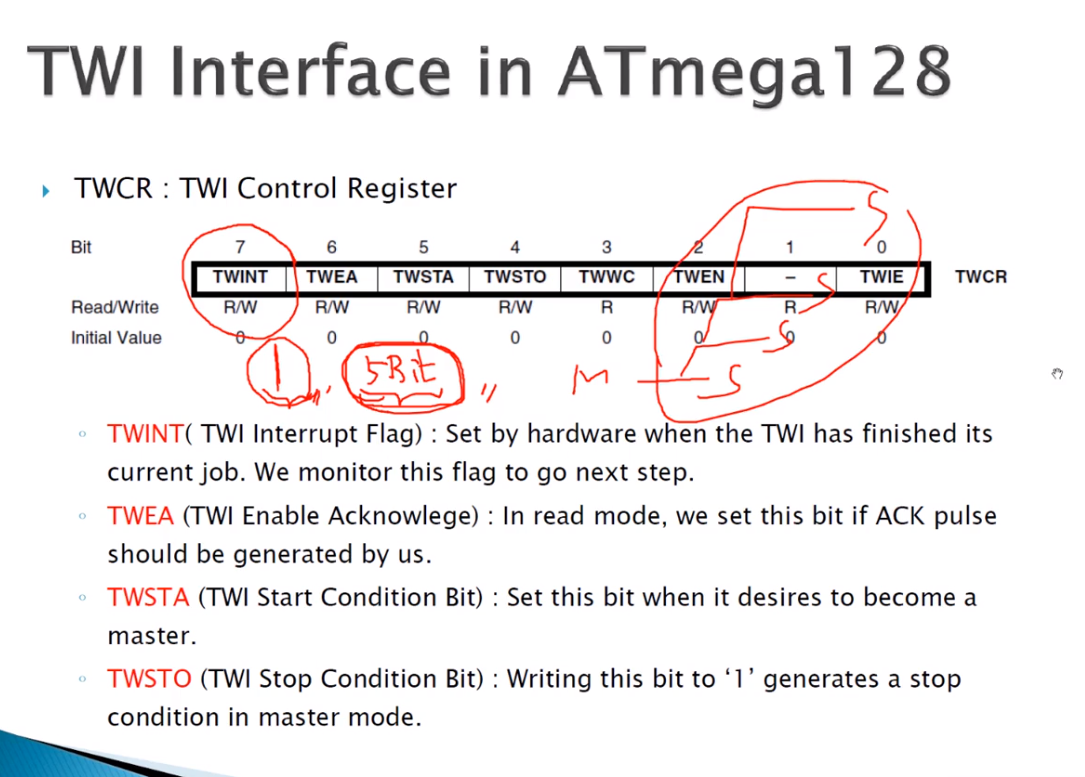 TWI Interface in ATmega128
TWCR : TWI Control Register
Bit 7 6 5 4 3 2 1 0
TWINT TWEA TWSTA TWSTO TWWC TWEN – TWIE TWCR
Read/Write R/W R/W R/W R/W R R/W R R/W
Initial Value 0 0 0 0 0 0 0 0
1 5Bit M S S S S
TWINT( TWI Interrupt Flag) : Set by hardware when the TWI has finished its
current job. We monitor this flag to go next step.
TWEA (TWI Enable Acknowlege) : In read mode, we set this bit if ACK pulse
should be generated by us.
TWSTA (TWI Start Condition Bit) : Set this bit when it desires to become a
master.
TWSTO (TWI Stop Condition Bit) : Writing this bit to ‘1’ generates a stop
condition in master mode.